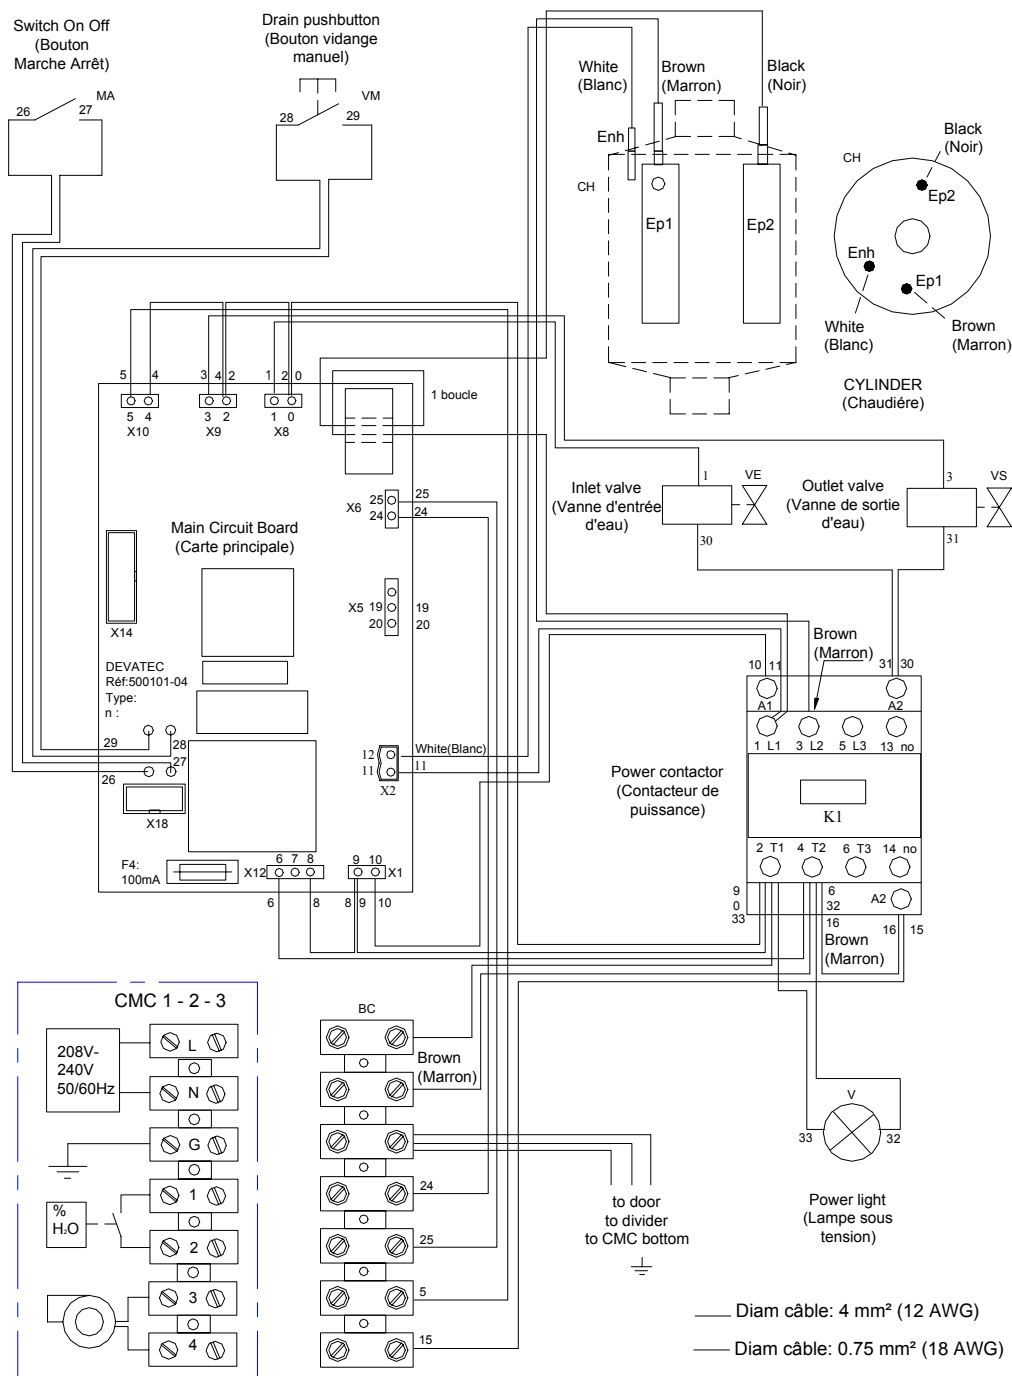 Switch On Off
(Bouton
Marche Arrêt)
Drain pushbutton
(Bouton vidange
manuel)
MA
26
27
VM
28
29
White
(Blanc)
Brown
(Marron)
Black
(Noir)
Enh
CH
Ep1
Ep2
CH
Black
(Noir)
Ep2
Enh
Ep1
White
(Blanc)
Brown
(Marron)
CYLINDER
(Chaudiére)
5 4
3 4 2
1 2 0
5 4
3 2
1 0
X10
X9
X8
1 boucle
X6
25
24
25
24
Main Circuit Board
(Carte principale)
X14
X5
19
20
19
20
DEVATEC
Réf:500101-04
Type:
n :
29
28
27
26
X18
12
11
X2
White(Blanc)
11
F4:
100mA
X12
6 7 8
9 10
X1
6
8
8
9
10
Inlet valve
(Vanne d'entrée
d'eau)
1
VE
30
Outlet valve
(Vanne de sortie
d'eau)
3
VS
31
Brown
(Marron)
10 11
31 30
A1
A2
1 L1 3 L2 5 L3 13 no
Power contactor
(Contacteur de
puissance)
K1
2 T1 4 T2 6 T3 14 no
9
0
33
6
32
16
A2
16 15
Brown
(Marron)
CMC 1 - 2 - 3
208V-
240V
50/60Hz
L
N
G
1
%
H₂O
2
3
4
BC
Brown
(Marron)
24
25
5
15
to door
to divider
to CMC bottom
V
33
32
Power light
(Lampe sous
tension)
Diam câble: 4 mm² (12 AWG)
Diam câble: 0.75 mm² (18 AWG)